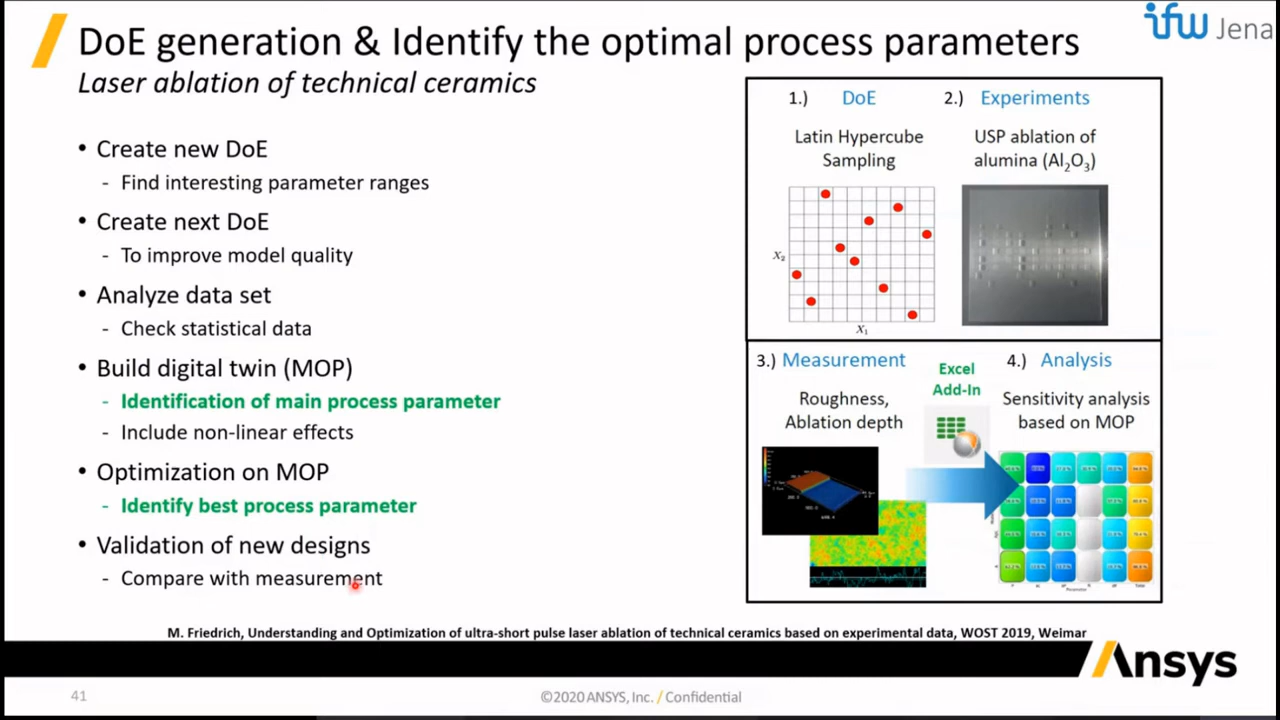 DoE generation & Identify the optimal process parameters
ifw Jena
Laser ablation of technical ceramics
• Create new DoE
- Find interesting parameter ranges
• Create next DoE
- To improve model quality
• Analyze data set
- Check statistical data
• Build digital twin (MOP)
- Identification of main process parameter
- Include non-linear effects
• Optimization on MOP
- Identify best process parameter
• Validation of new designs
- Compare with measurement
1.) DoE
Latin Hypercube
Sampling
X₂
X₁
2.) Experiments
USP ablation of
alumina (Al₂O₃)
3.) Measurement
Roughness,
Ablation depth
Excel
Add-In
4.) Analysis
Sensitivity analysis
based on MOP
Parameter
M. Friedrich, Understanding and Optimization of ultra-short pulse laser ablation of technical ceramics based on experimental data, WOST 2019, Weimar
Ansys
41
©2020 ANSYS, Inc. / Confidential